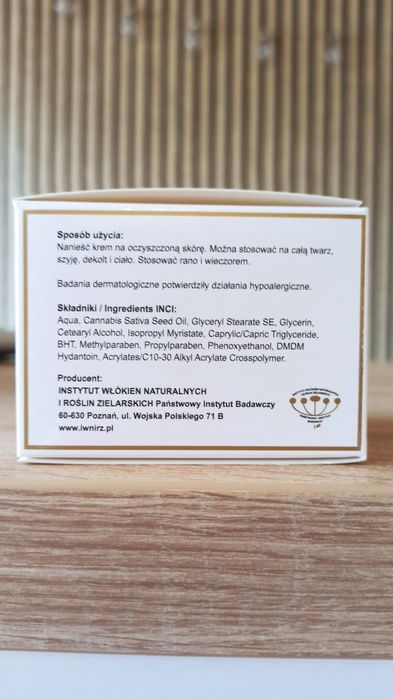 Sposób użycia:
Nanieść krem na oczyszczoną skórę. Można stosować na całą twarz,
szyję, dekolt i ciało. Stosować rano i wieczorem.
Badania dermatologiczne potwierdziły działania hypoalergiczne.
Składniki / Ingredients INCI:
Aqua, Cannabis Sativa Seed Oil, Glyceryl Stearate SE, Glycerin,
Cetearyl Alcohol, Isopropyl Myristate, Caprylic/Capric Triglyceride,
BHT, Methylparaben, Propylparaben, Phenoxyethanol, DMDM
Hydantoin, Acrylates/C10-30 Alkyl Acrylate Crosspolymer.
Producent:
INSTYTUT WŁÓKIEN NATURALNYCH
I ROŚLIN ZIELARSKICH Państwowy Instytut Badawczy
60-630 Poznań, ul. Wojska Polskiego 71 B
www.iwnirz.pl